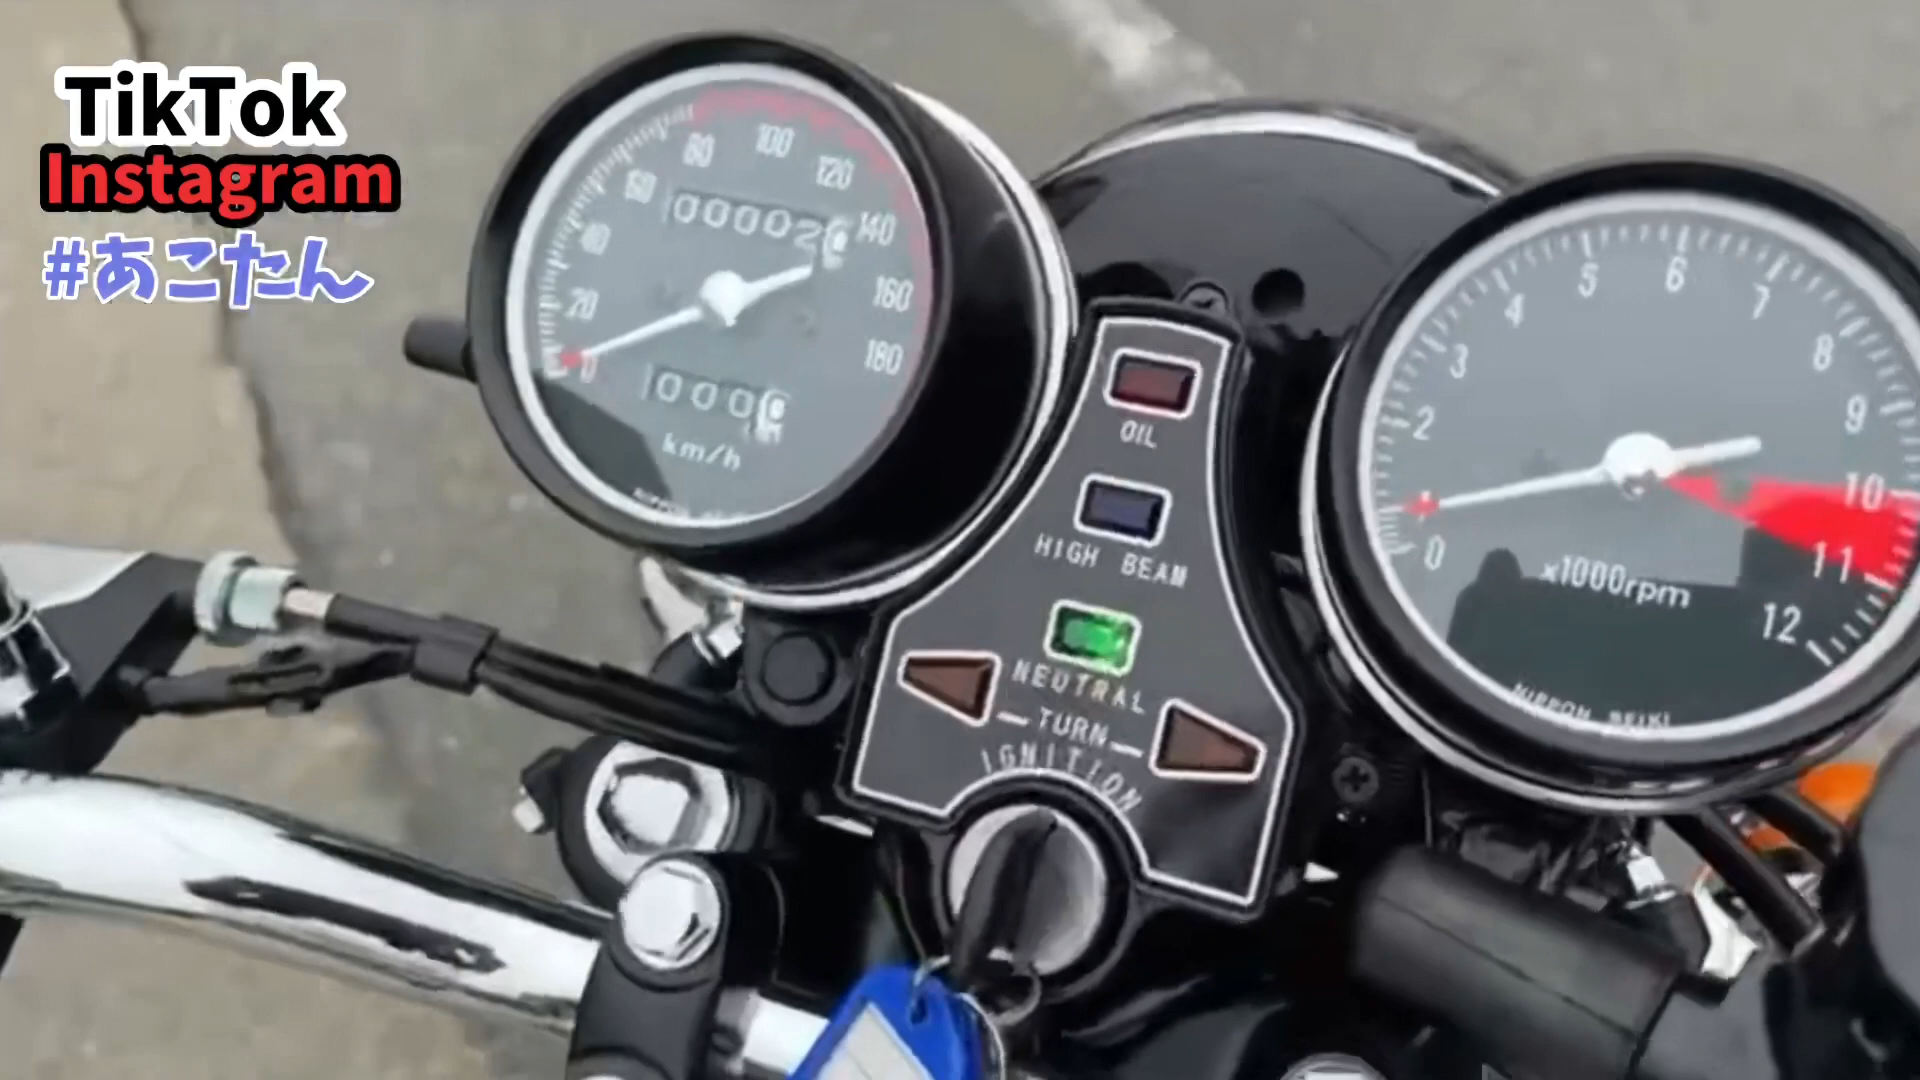 TikTok
Instagram
#あこたん
20
40
60
80
100
120
140
160
180
0
km/h
OIL
HIGH BEAM
NEUTRAL
TURN
IGNITION
0
2
3
4
5
6
7
8
9
10
11
12
x1000rpm
NIPPON SEIKI